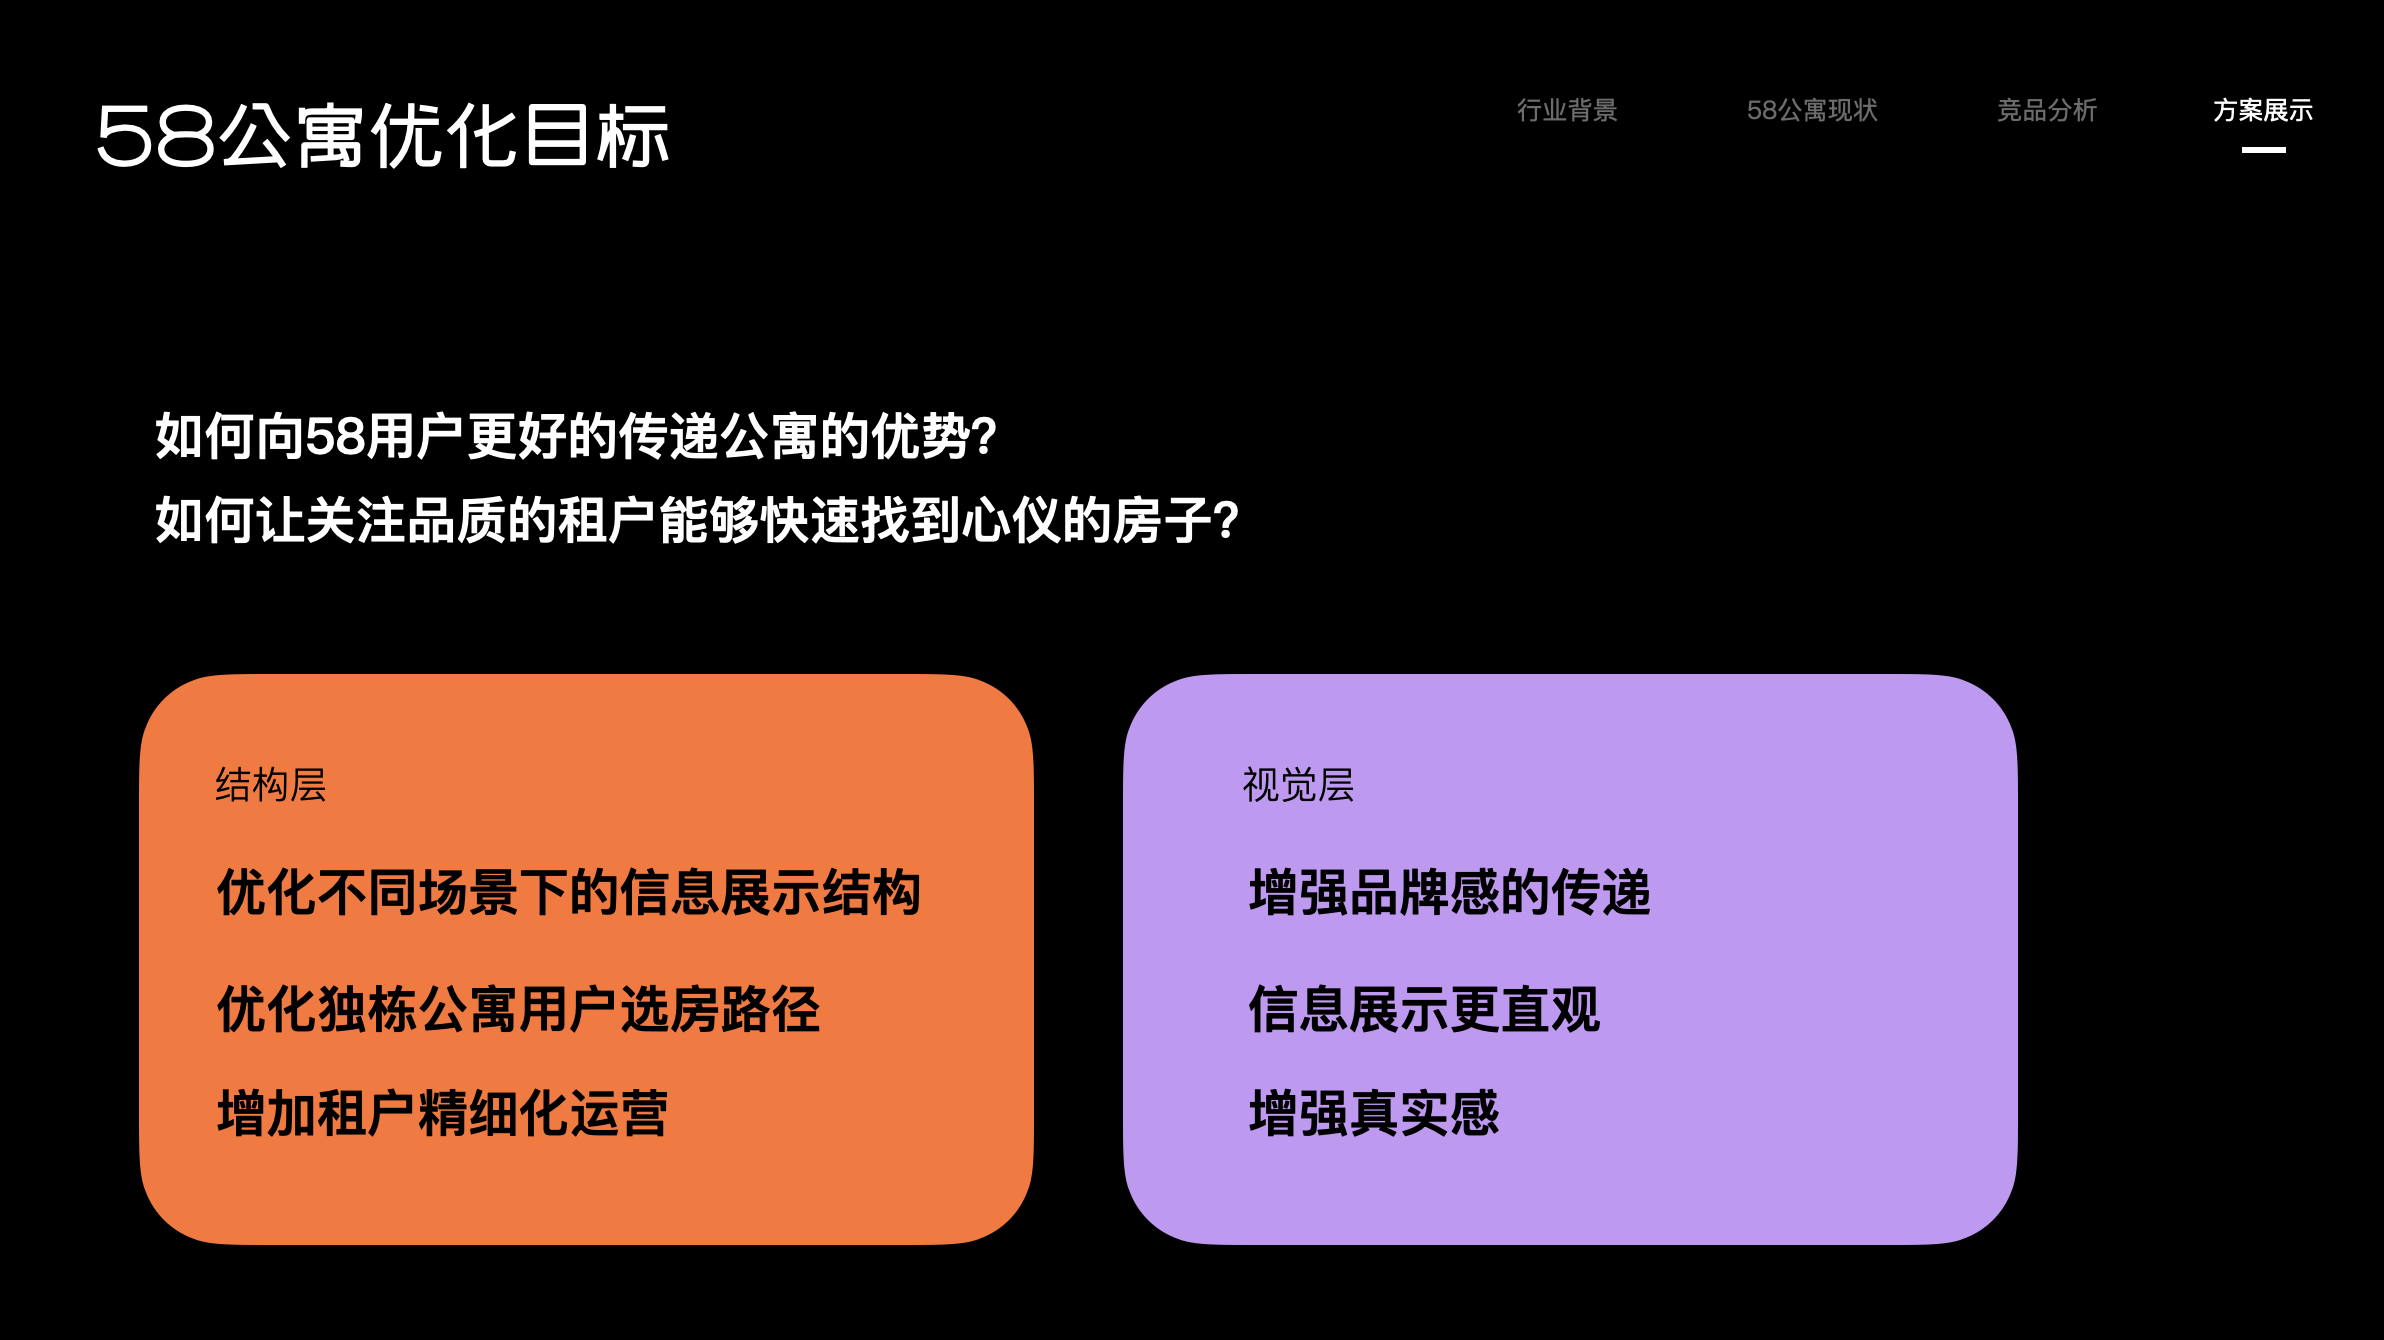 58公寓优化目标
行业背景
58公寓现状
竞品分析
方案展示
如何向58用户更好的传递公寓的优势?
如何让关注品质的租户能够快速找到心仪的房子?
结构层
优化不同场景下的信息展示结构
优化独栋公寓用户选房路径
增加租户精细化运营
视觉层
增强品牌感的传递
信息展示更直观
增强真实感